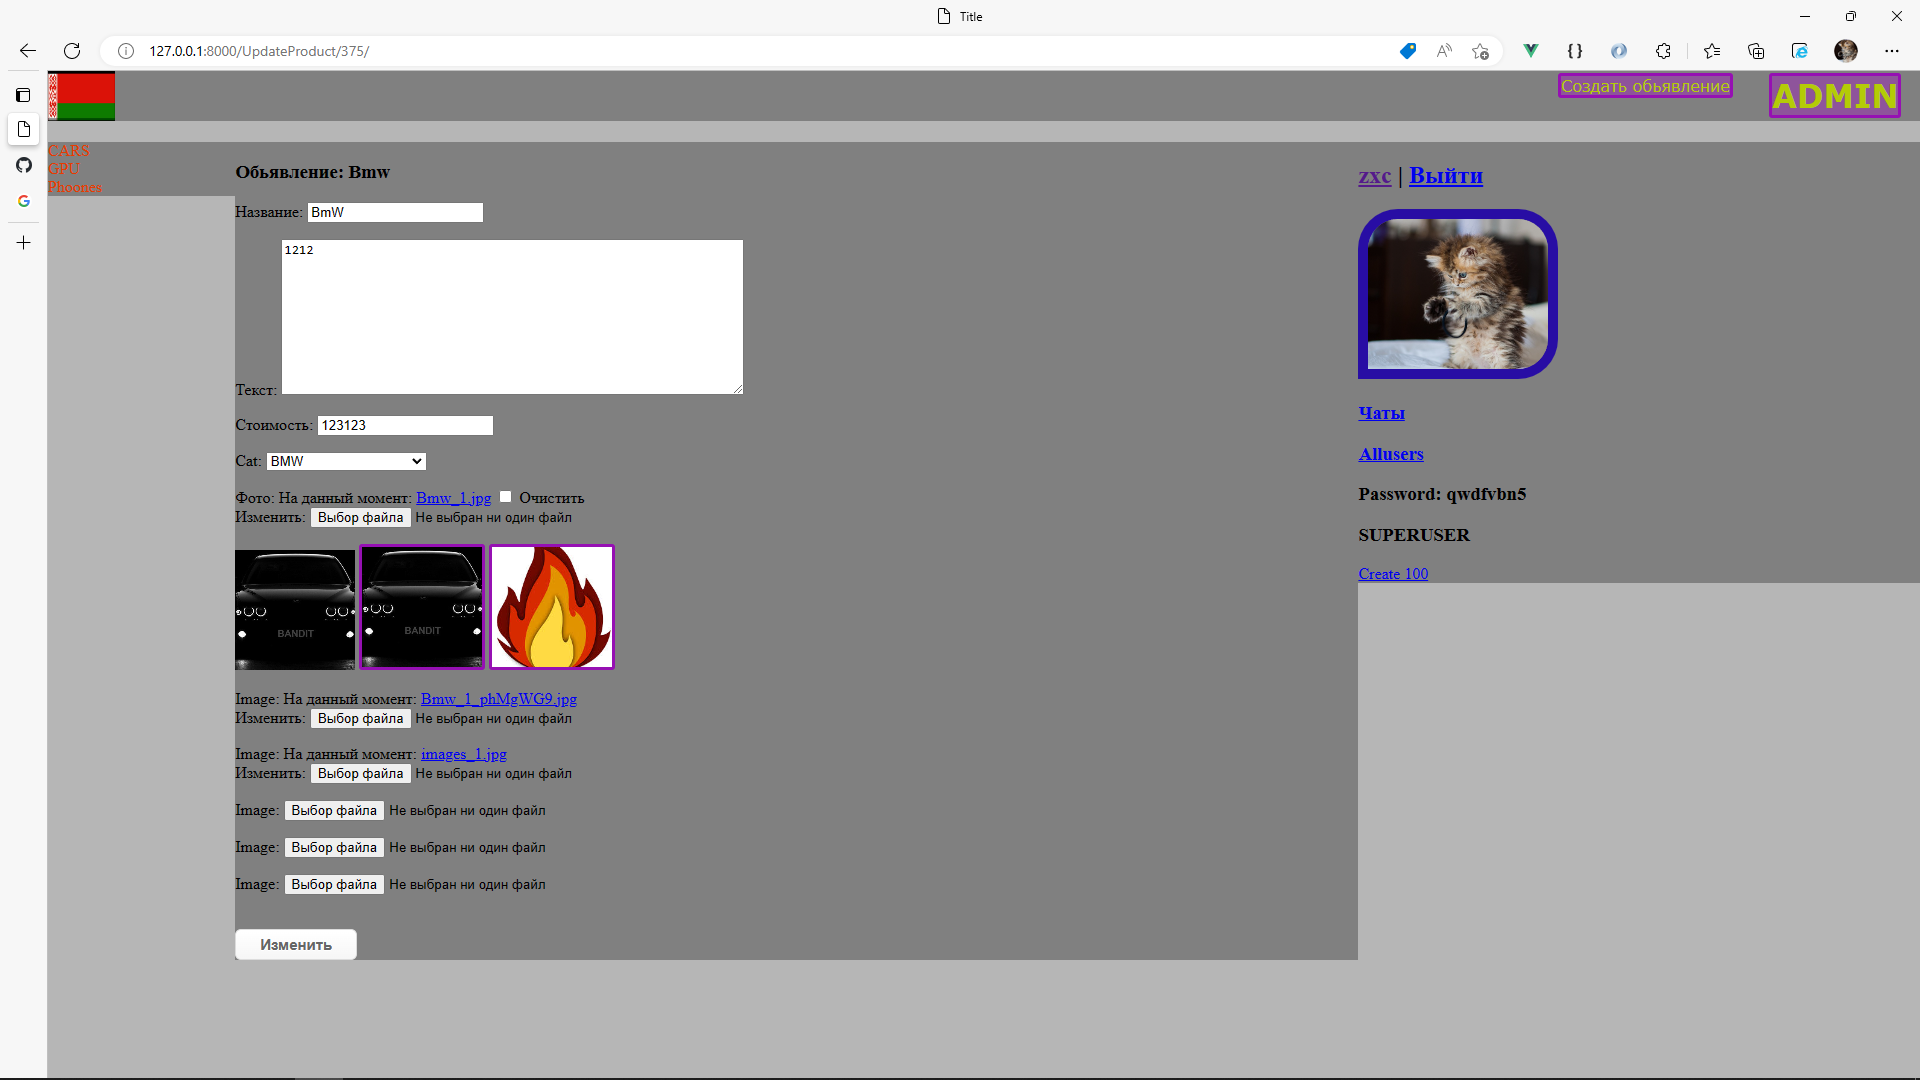 Title
127.0.0.1:8000/UpdateProduct/375/
Создать обьявление
ADMIN
CARS
GPU
Phoones
Обьявление: Bmw
Название: BmW
Текст: 1212
Стоимость: 123123
Cat: BMW
Фото: На данный момент: Bmw_1.jpg Очистить
Изменить: Выбор файла Не выбран ни один файл
BANDIT
BANDIT
Image: На данный момент: Bmw_1_phMgWG9.jpg
Изменить: Выбор файла Не выбран ни один файл
Image: На данный момент: images_1.jpg
Изменить: Выбор файла Не выбран ни один файл
Image: Выбор файла Не выбран ни один файл
Image: Выбор файла Не выбран ни один файл
Image: Выбор файла Не выбран ни один файл
Изменить
zxc | Выйти
Чаты
Allusers
Password: qwdfvbn5
SUPERUSER
Create 100